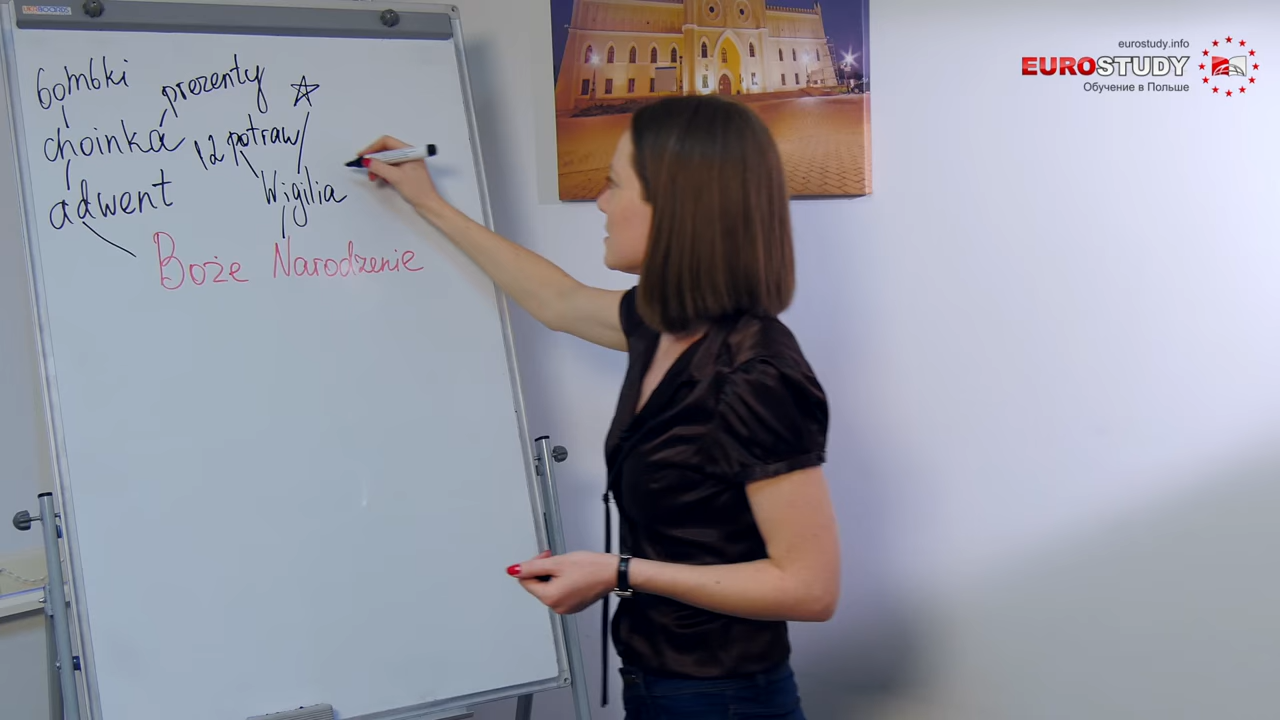 bombki
prezenty
choinka
12 potraw
adwent
Wigilia
Boże Narodzenie
eurostudy.info
EUROSTUDY
Обучение в Польше